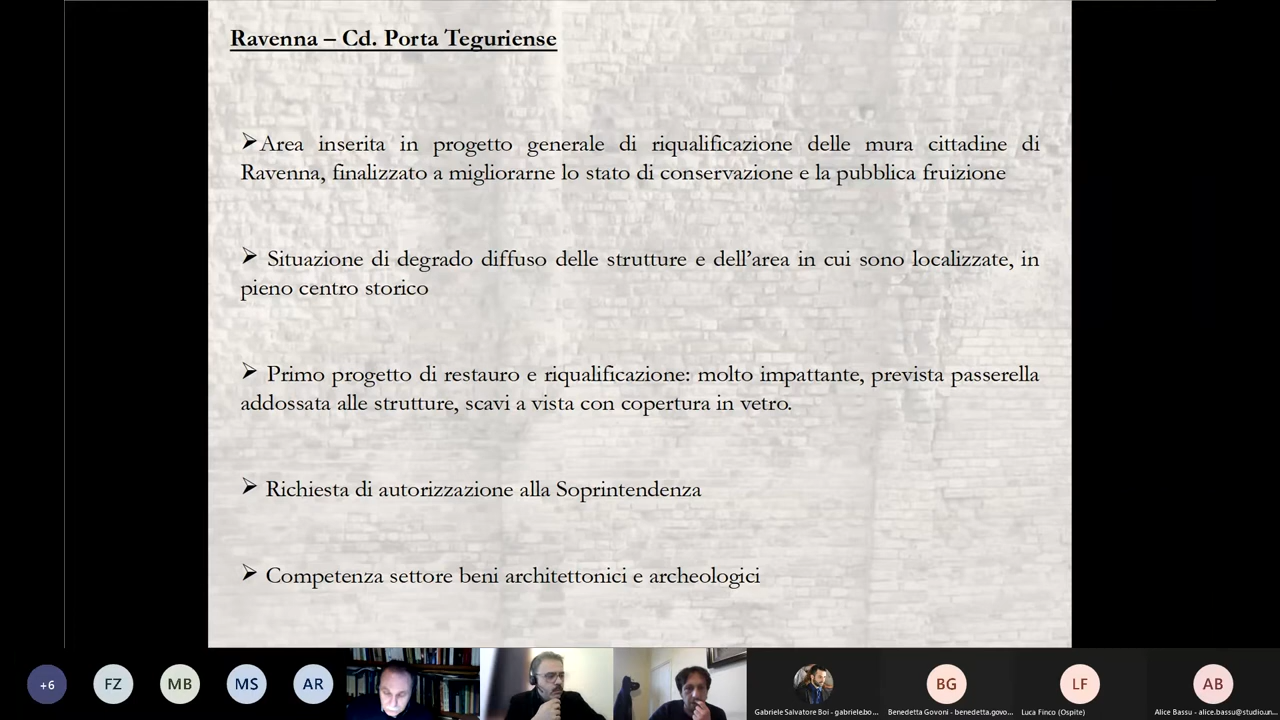 Ravenna – Cd. Porta Teguriense
➢Area inserita in progetto generale di riqualificazione delle mura cittadine di
Ravenna, finalizzato a migliorarne lo stato di conservazione e la pubblica fruizione
➢ Situazione di degrado diffuso delle strutture e dell’area in cui sono localizzate, in
pieno centro storico
➢ Primo progetto di restauro e riqualificazione: molto impattante, prevista passerella
addossata alle strutture, scavi a vista con copertura in vetro.
➢ Richiesta di autorizzazione alla Soprintendenza
➢ Competenza settore beni architettonici e archeologici
+6 FZ MB MS AR BG LF AB
Gabriele Salvatore Boi - gabriele.bo... Benedetta Govoni - benedetta.govo... Luca Finco (Ospite) Alice Bassu - alice.bassu@studio.un...